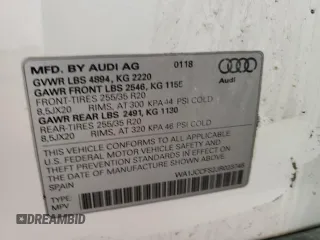 MFD. BY AUDI AG 0118
GVWR LBS 4894, KG 2220
GAWR FRONT LBS 2546, KG 1155
FRONT-TIRES 255/35 R20
8,5JX20 RIMS, AT 300 KPA 44 PSI COLD
GAWR REAR LBS 2491, KG 1130
REAR-TIRES 255/35 R20
8,5JX20 RIMS, AT 320 KPA 46 PSI COLD
Audi
THIS VEHICLE CONFORMS TO ALL APPLICABLE
U.S. FEDERAL MOTOR VEHICLE SAFETY BUMPER AND
THEFT PREVENTION STANDARDS IN EFFECT ON THE
DATE OF MANUFACTURE SHOWN ABOVE.
SPAIN
TYPE:
© DREAMBID